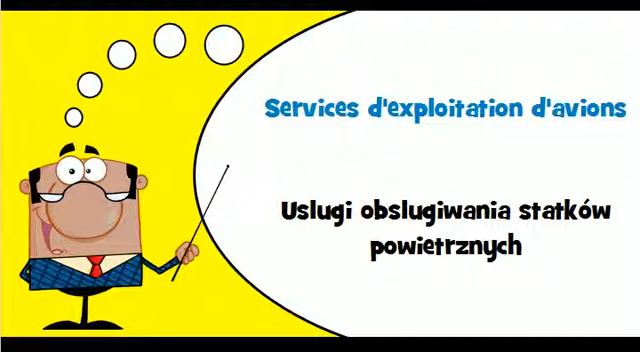 Services d'exploitation d'avions
Uslugi obslugiwania statków
powietrznych